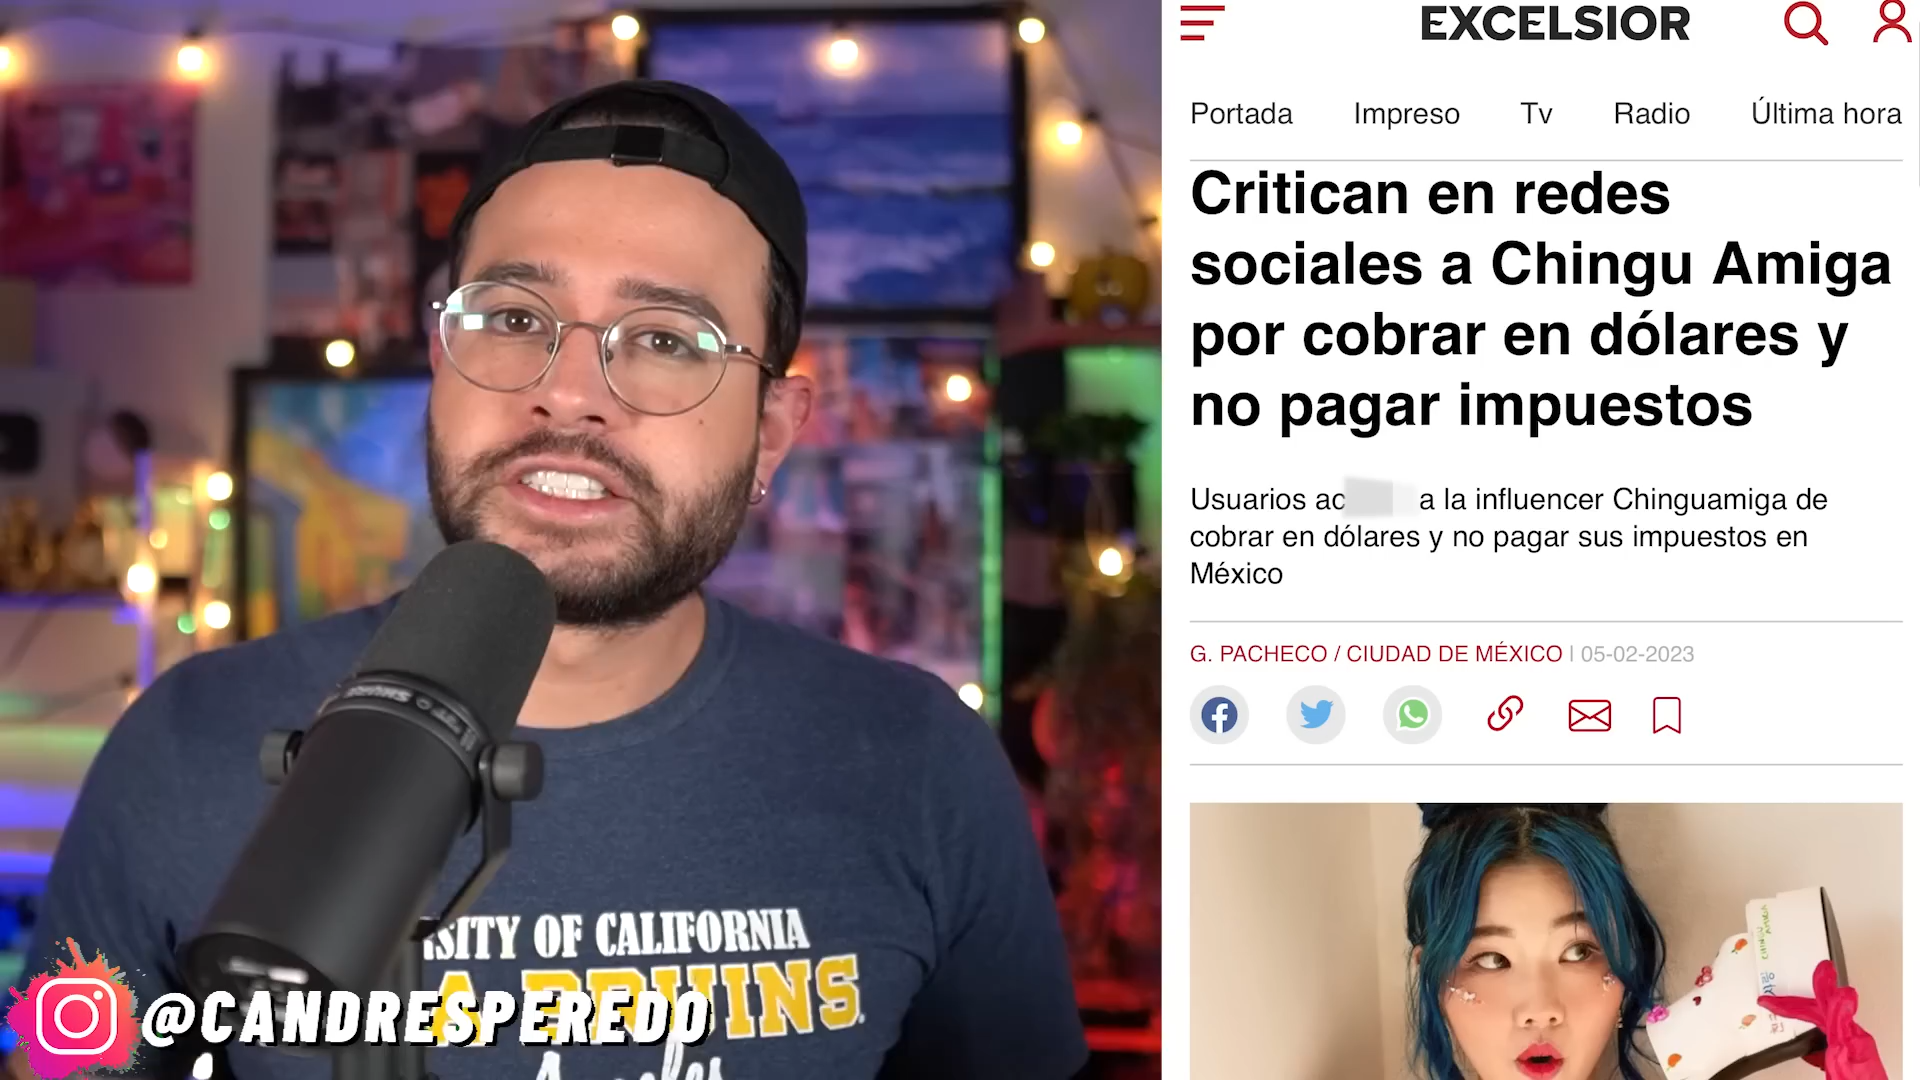 EXCELSIOR
Portada Impreso Tv Radio Última hora
Critican en redes
sociales a Chingu Amiga
por cobrar en dólares y
no pagar impuestos
Usuarios ac a la influencer Chinguamiga de
cobrar en dólares y no pagar sus impuestos en
México
G. PACHECO / CIUDAD DE MÉXICO | 05-02-2023
SHURE
SITY OF CALIFORNIA
A BRUINS
@CANDRESPEREDO